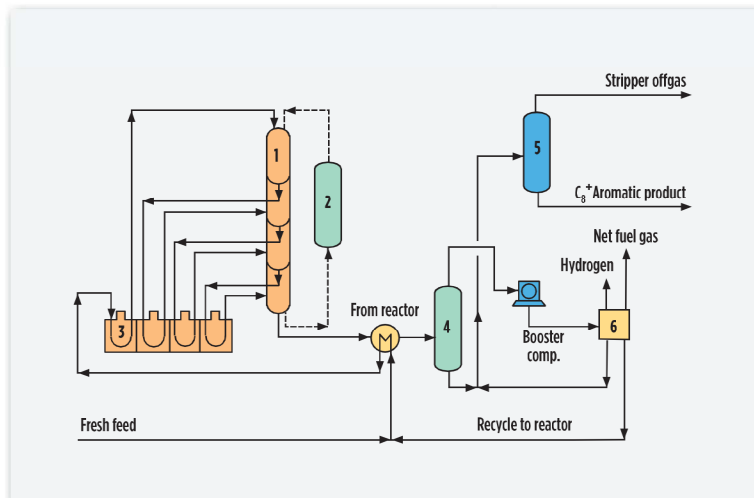 Stripper offgas
1
5
2
C₈⁺ Aromatic product
Net fuel gas
Hydrogen
From reactor
3
4
6
Booster
comp.
Fresh feed
Recycle to reactor